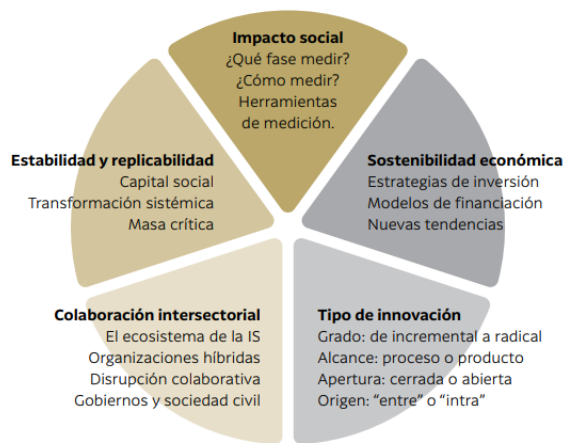 Impacto social
¿Qué fase medir?
¿Cómo medir?
Herramientas
de medición.
Estabilidad y replicabilidad
Capital social
Transformación sistémica
Masa crítica
Sostenibilidad económica
Estrategias de inversión
Modelos de financiación
Nuevas tendencias
Colaboración intersectorial
El ecosistema de la IS
Organizaciones híbridas
Disrupción colaborativa
Gobiernos y sociedad civil
Tipo de innovación
Grado: de incremental a radical
Alcance: proceso o producto
Apertura: cerrada o abierta
Origen: “entre” o “intra”